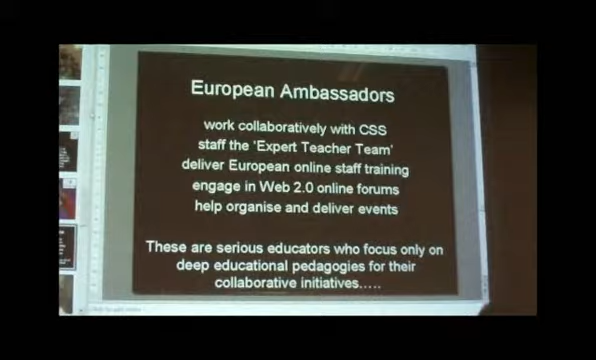 European Ambassadors
work collaboratively with CSS
staff the 'Expert Teacher Team'
deliver European online staff training
engage in Web 2.0 online forums
help organise and deliver events
These are serious educators who focus only on
deep educational pedagogies for their
collaborative initiatives.....